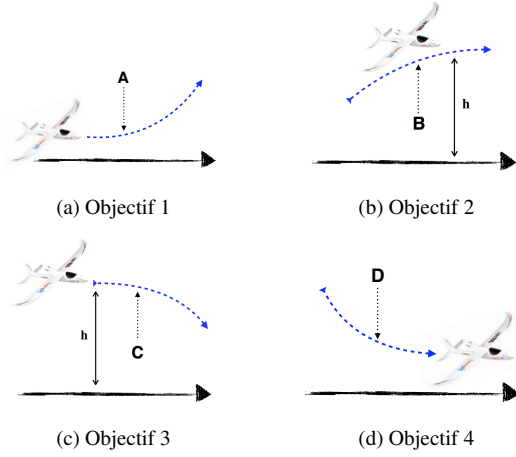 A
(a) Objectif 1
h
B
(b) Objectif 2
h
C
(c) Objectif 3
D
(d) Objectif 4